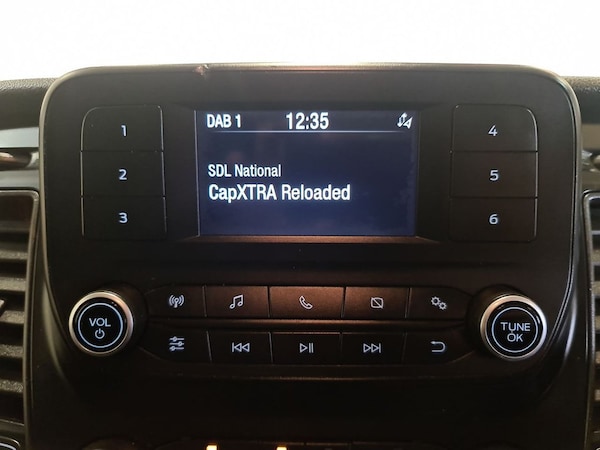 DAB 1 12:35
SDL National
CapXTRA Reloaded
1
2
3
4
5
6
VOL
TUNE
OK